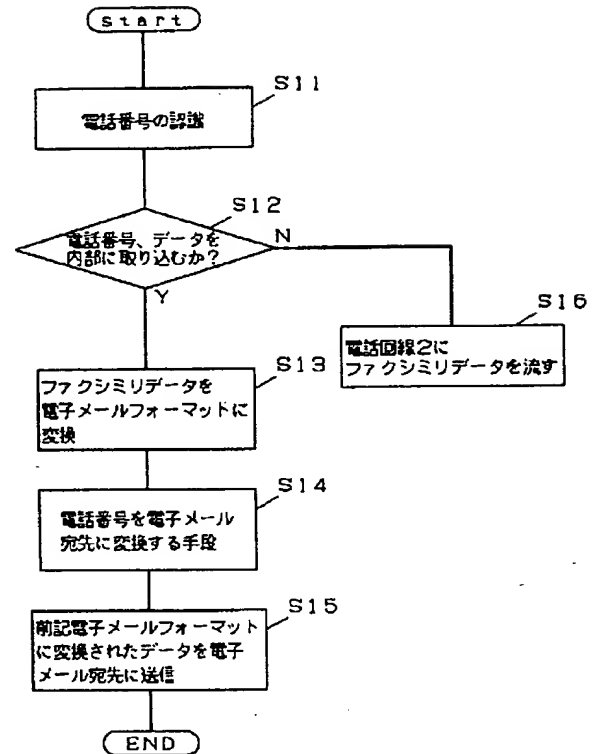 start
S11
電話番号の認識
S12
電話番号、データを
内部に取り込むか？
N
Y
S16
電話回線2に
ファクシミリデータを流す
S13
ファクシミリデータを
電子メールフォーマッドに
変換
S14
電話番号を電子メール
宛先に変換する手段
S15
前記電子メールフォーマット
に変換されたデータを電子
メール宛先に送信
END